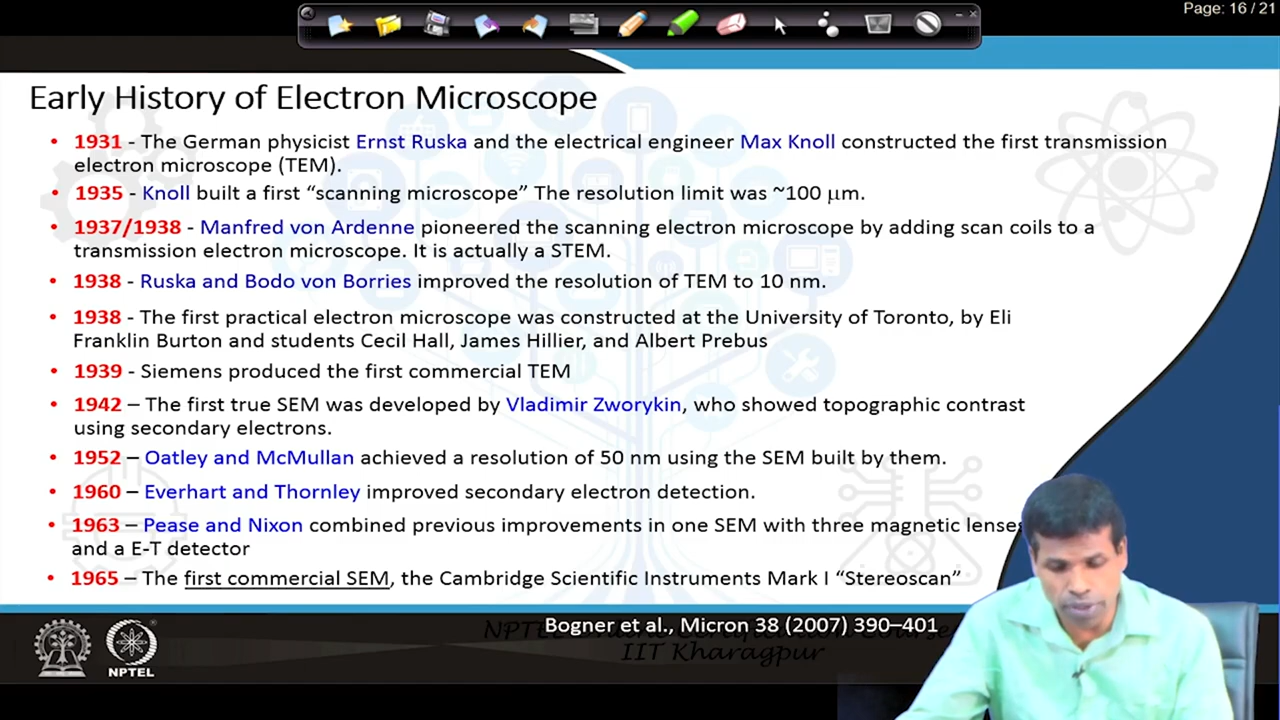 Page: 16 / 21
Early History of Electron Microscope
• 1931 - The German physicist Ernst Ruska and the electrical engineer Max Knoll constructed the first transmission
electron microscope (TEM).
• 1935 - Knoll built a first “scanning microscope” The resolution limit was ~100 μm.
• 1937/1938 - Manfred von Ardenne pioneered the scanning electron microscope by adding scan coils to a
transmission electron microscope. It is actually a STEM.
• 1938 - Ruska and Bodo von Borries improved the resolution of TEM to 10 nm.
• 1938 - The first practical electron microscope was constructed at the University of Toronto, by Eli
Franklin Burton and students Cecil Hall, James Hillier, and Albert Prebus
• 1939 - Siemens produced the first commercial TEM
• 1942 – The first true SEM was developed by Vladimir Zworykin, who showed topographic contrast
using secondary electrons.
• 1952 – Oatley and McMullan achieved a resolution of 50 nm using the SEM built by them.
• 1960 – Everhart and Thornley improved secondary electron detection.
• 1963 – Pease and Nixon combined previous improvements in one SEM with three magnetic lenses
and a E-T detector
• 1965 – The first commercial SEM, the Cambridge Scientific Instruments Mark I “Stereoscan”
Bogner et al., Micron 38 (2007) 390–401
NPTEL
IIT Kharagpur
NPTEL